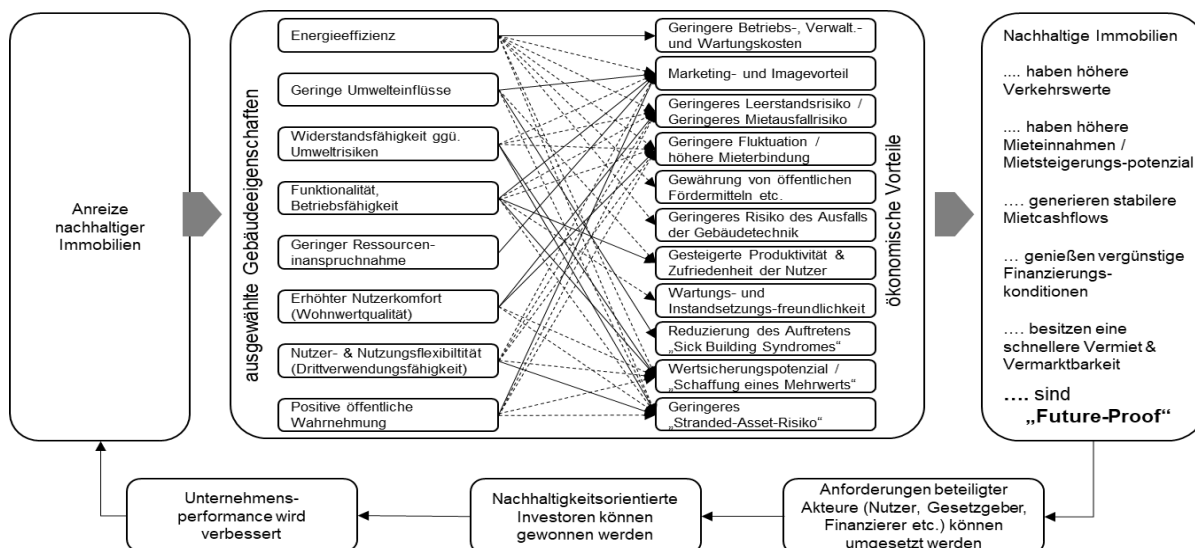 Anreize
nachhaltiger
Immobilien
ausgewählte Gebäudeeigenschaften
Energieeffizienz
Geringe Umwelteinflüsse
Widerstandsfähigkeit ggü.
Umweltrisiken
Funktionalität,
Betriebsfähigkeit
Geringer Ressourcen-
inanspruchnahme
Erhöhter Nutzerkomfort
(Wohnwertqualität)
Nutzer- & Nutzungsflexibiltität
(Drittverwendungsfähigkeit)
Positive öffentliche
Wahrnehmung
Geringere Betriebs-, Verwalt.-
und Wartungskosten
Marketing- und Imagevorteil
Geringeres Leerstandsrisiko /
Geringeres Mietausfallrisiko
Geringere Fluktuation /
höhere Mieterbindung
Gewährung von öffentlichen
Fördermitteln etc.
Geringeres Risiko des Ausfalls
der Gebäudetechnik
Gesteigerte Produktivität &
Zufriedenheit der Nutzer
Wartungs- und
Instandsetzungs-freundlichkeit
Reduzierung des Auftretens
„Sick Building Syndromes“
Wertsicherungspotenzial /
„Schaffung eines Mehrwerts“
Geringeres
„Stranded-Asset-Risiko“
ökonomische Vorteile
Nachhaltige Immobilien
.... haben höhere
Verkehrswerte
.... haben höhere
Mieteinnahmen /
Mietsteigerungs-potenzial
.... generieren stabilere
Mietcashflows
... genießen vergünstige
Finanzierungs-
konditionen
.... besitzen eine
schnellere Vermiet &
Vermarktbarkeit
.... sind
„Future-Proof“
Unternehmens-
performance wird
verbessert
Nachhaltigkeitsorientierte
Investoren können
gewonnen werden
Anforderungen beteiligter
Akteure (Nutzer, Gesetzgeber,
Finanzierer etc.) können
umgesetzt werden